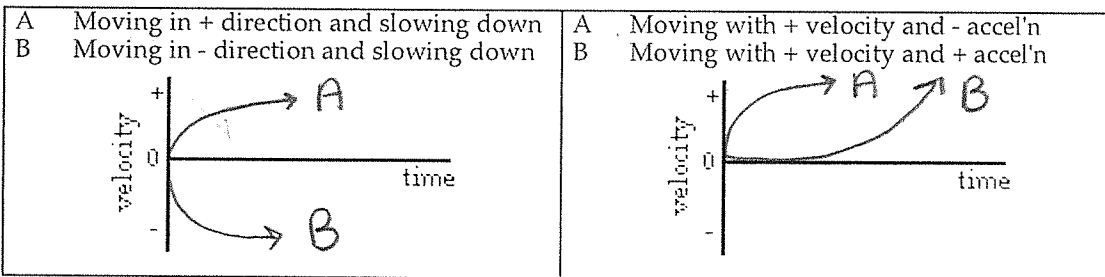 A Moving in + direction and slowing down
B Moving in - direction and slowing down
+
A
velocity
0
time
-
B
A Moving with + velocity and - accel'n
B Moving with + velocity and + accel'n
+
A
B
velocity
0
time
-